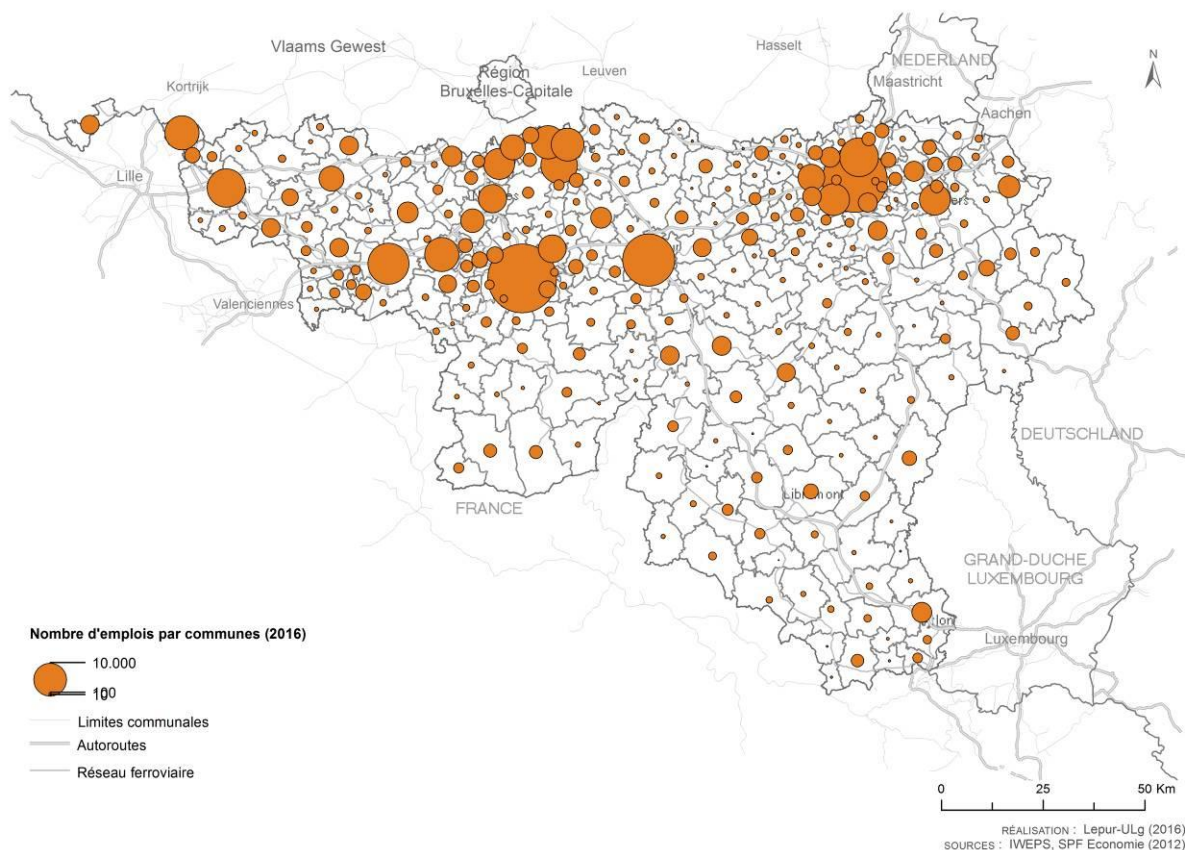 Vlaams Gewest
Hasselt
NEDERLAND
N
Kortrijk
Région
Bruxelles-Capitale
Leuven
Maastricht
Aachen
Lille
Valenciennes
DEUTSCHLAND
FRANCE
GRAND-DUCHE
LUXEMBOURG
Luxembourg
Nombre d'emplois par communes (2016)
10.000
Limites communales
Autoroutes
Réseau ferroviaire
0 25 50 Km
RÉALISATION : Lepur-ULg (2016)
SOURCES : IWEPS, SPF Economie (2012)